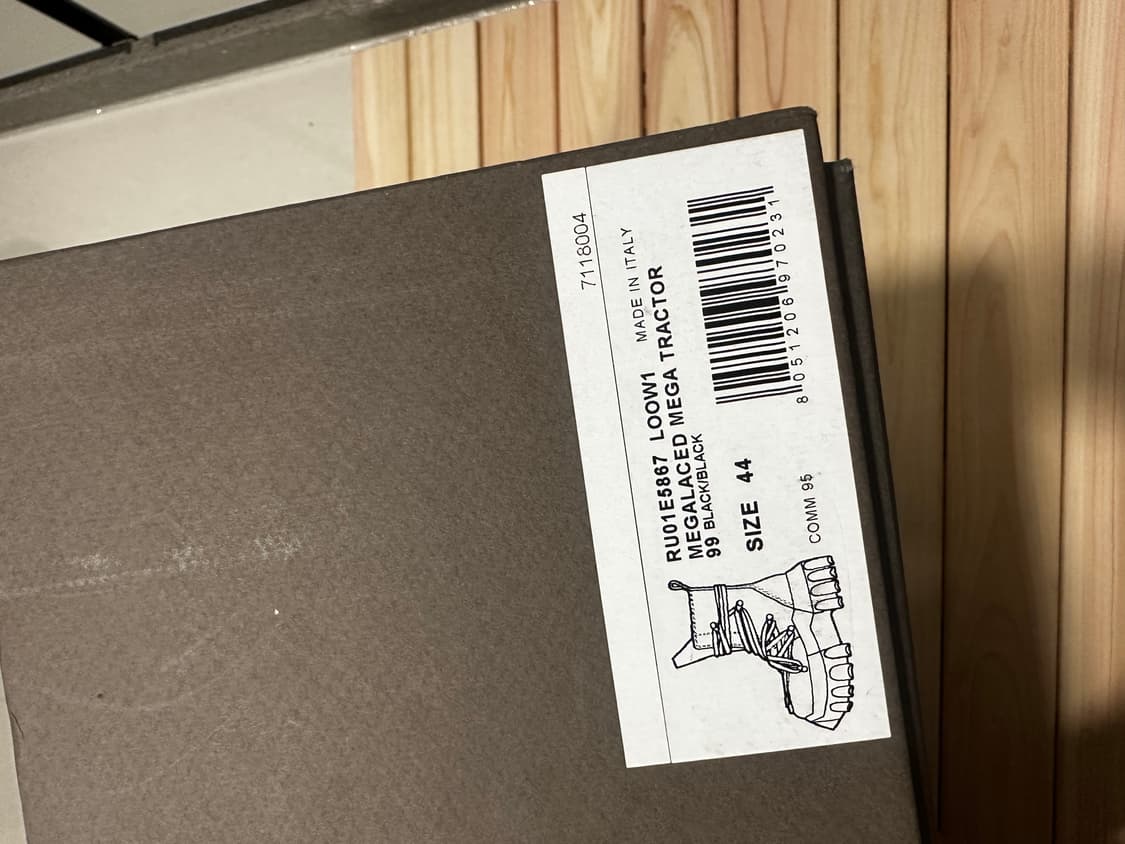 7118004
RU01E5867 LOOW1 MADE IN ITALY
MEGALACED MEGA TRACTOR
99 BLACK/BLACK
SIZE 44
8 051206 970231
COMM 95